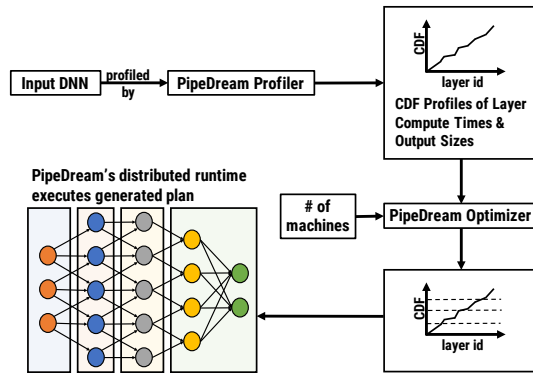 Input DNN
profiled
by
PipeDream Profiler
CDF
layer id
CDF Profiles of Layer
Compute Times &
Output Sizes
PipeDream's distributed runtime
executes generated plan
# of
machines
PipeDream Optimizer
CDF
layer id